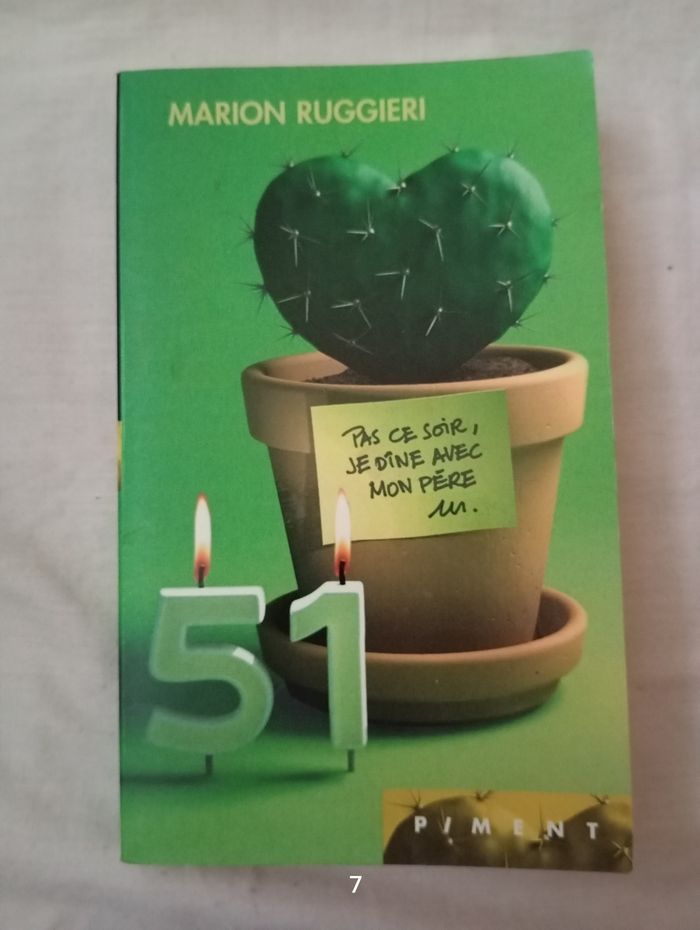 MARION RUGGIERI
PAS CE SOIR,
JE DÎNE AVEC
MON PÈRE
m.
51
PIMENT
7